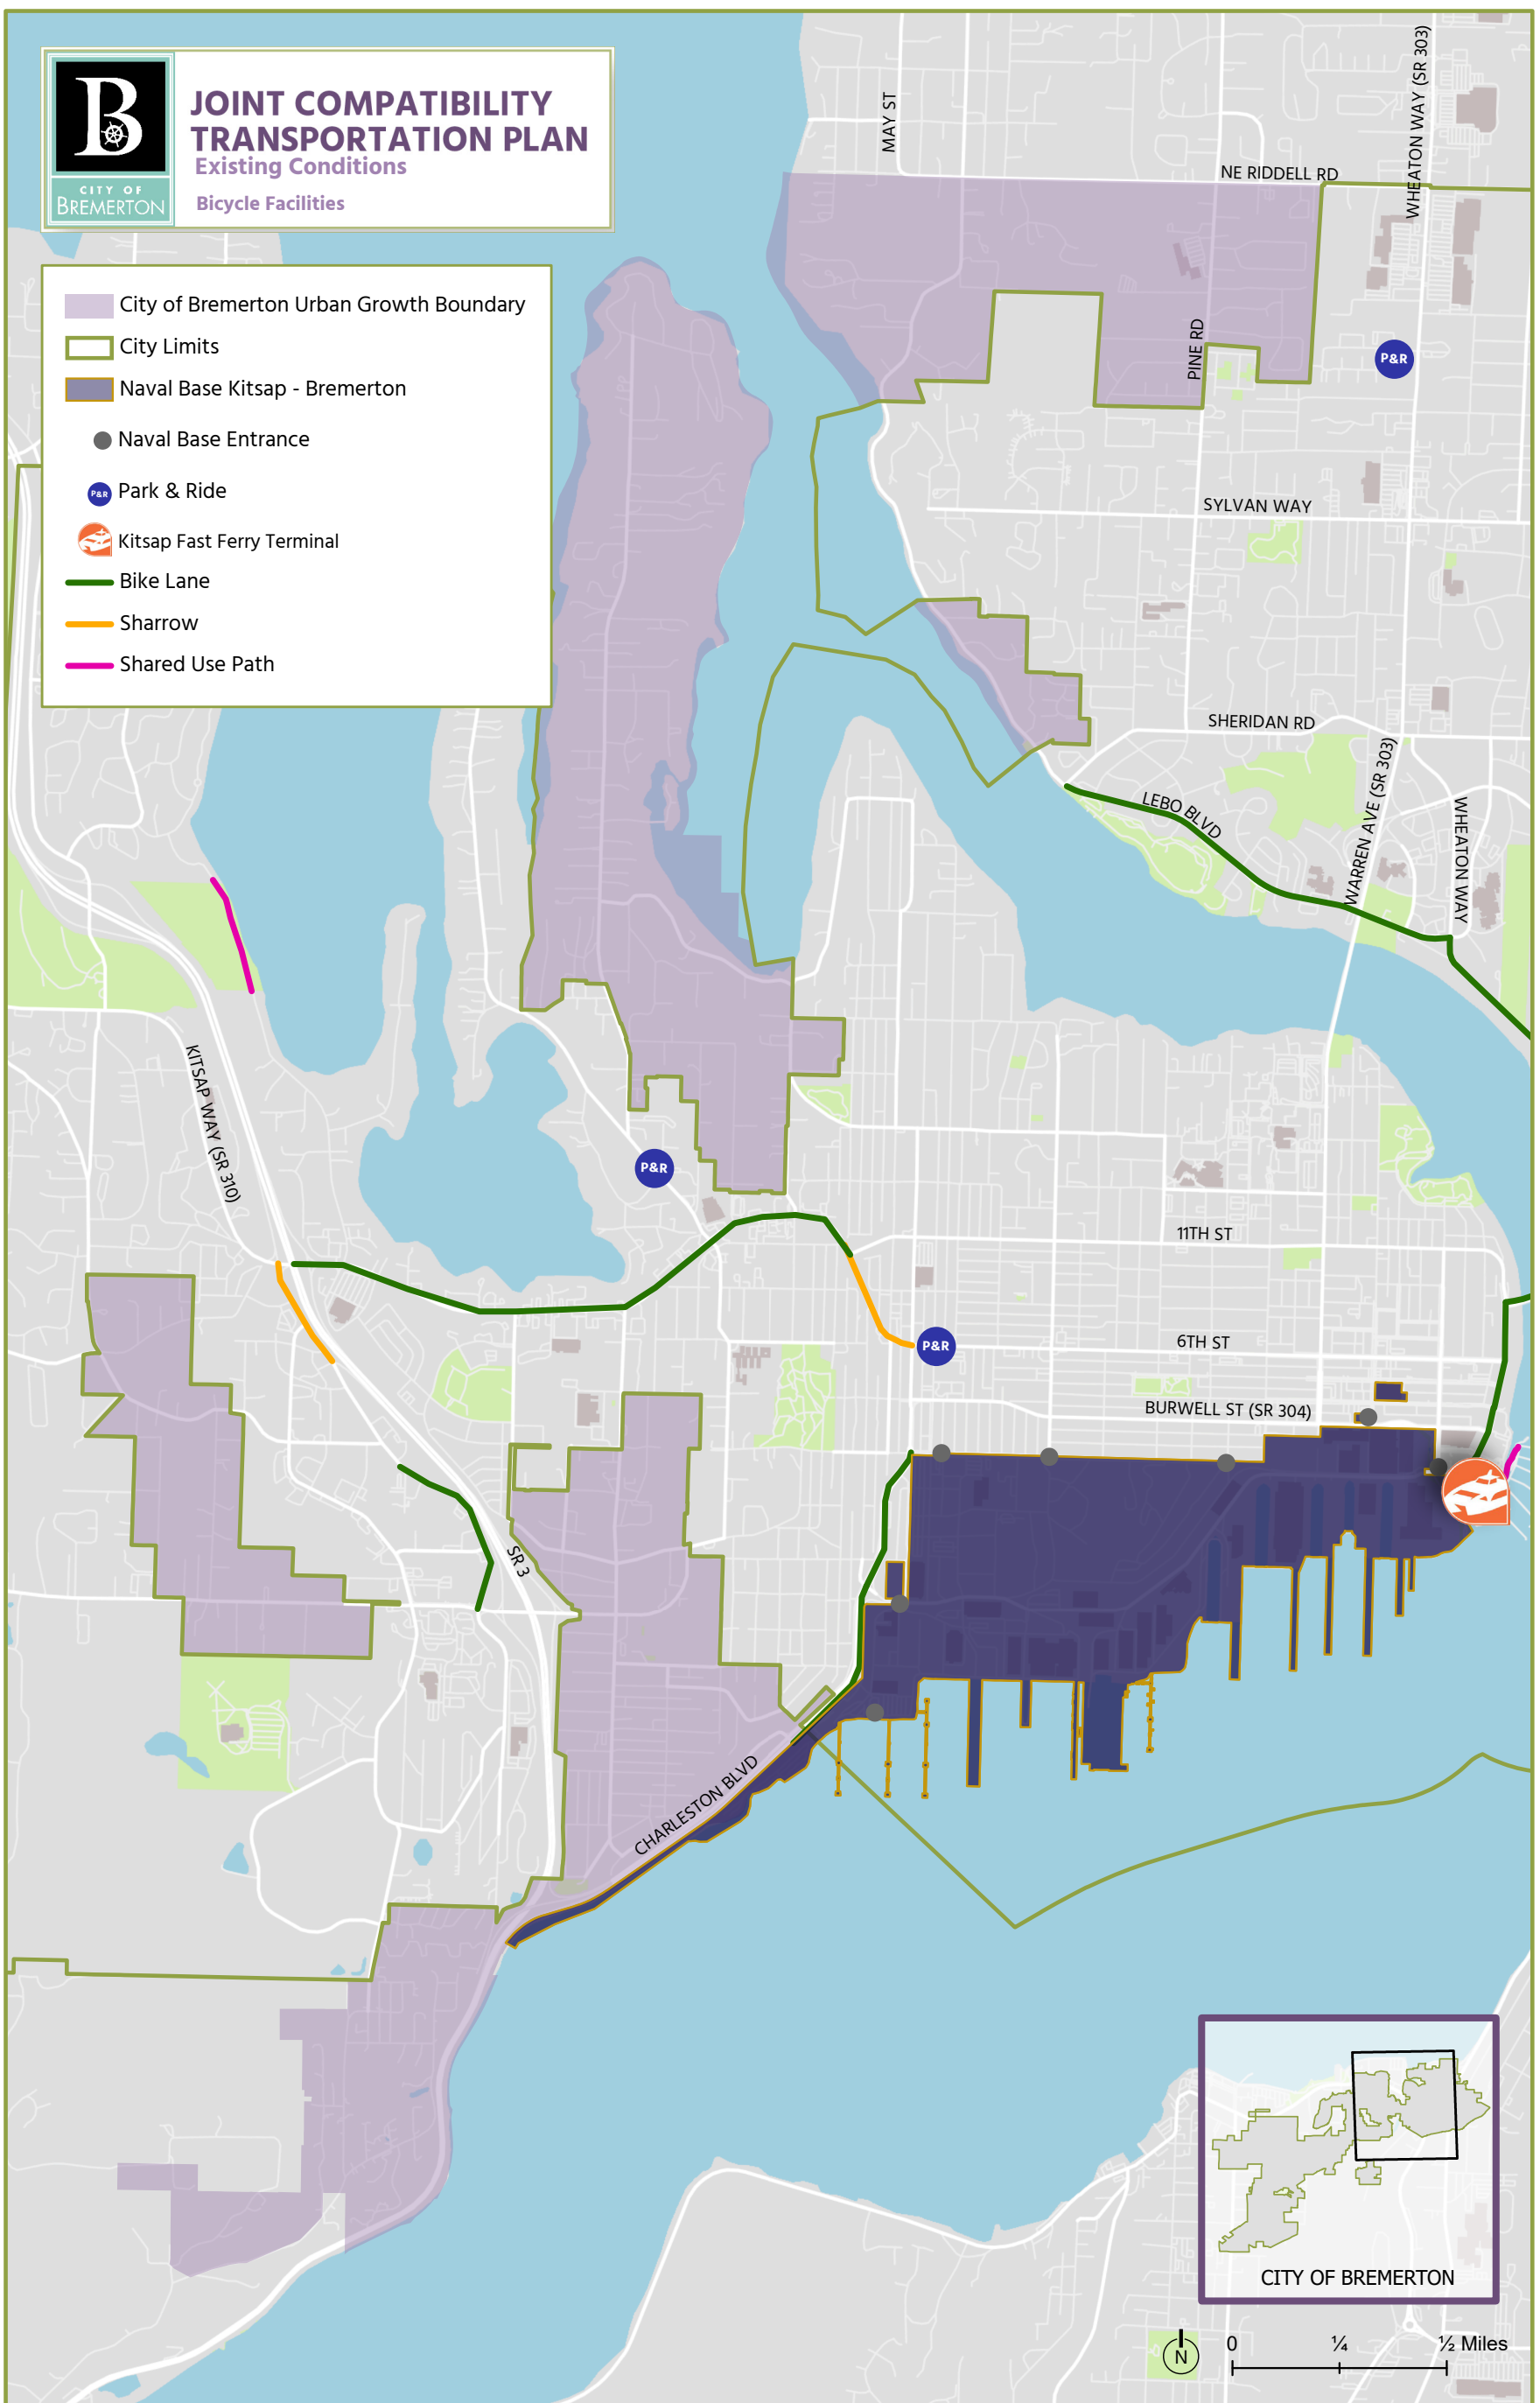 B
CITY OF
BREMERTON
JOINT COMPATIBILITY
TRANSPORTATION PLAN
Existing Conditions
Bicycle Facilities
City of Bremerton Urban Growth Boundary
City Limits
Naval Base Kitsap - Bremerton
Naval Base Entrance
P&R
Park & Ride
Kitsap Fast Ferry Terminal
Bike Lane
Sharrow
Shared Use Path
MAY ST
WHEATON WAY (SR 303)
NE RIDDELL RD
PINE RD
P&R
SYLVAN WAY
SHERIDAN RD
LEBO BLVD
WARREN AVE (SR 303)
WHEATON WAY
KITSAP WAY (SR 310)
P&R
11TH ST
P&R
6TH ST
BURWELL ST (SR 304)
SR 3
CHARLESTON BLVD
CITY OF BREMERTON
N
0 ¼ ½ Miles